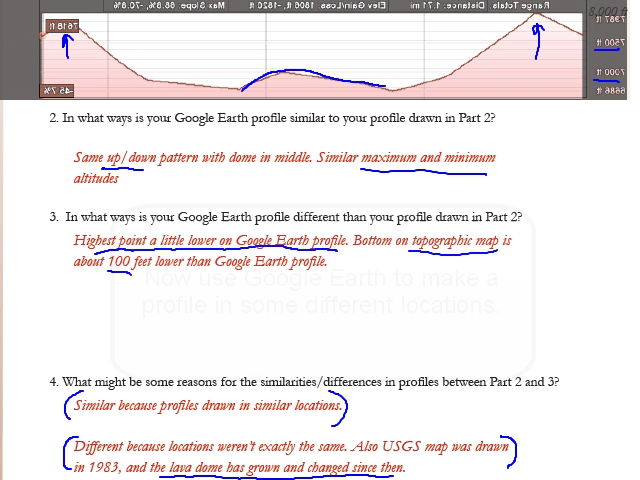 Range Totals: Distance: 1.71 mi Elev Gain/Loss: 1806 ft, -1820 ft Max Slope: 68.8%, -70.8%
8,000 ft
7987 ft
7618 ft
7500 ft
7000 ft
6686 ft
-45.7%
2. In what ways is your Google Earth profile similar to your profile drawn in Part 2?
Same up/down pattern with dome in middle. Similar maximum and minimum
altitudes
3. In what ways is your Google Earth profile different than your profile drawn in Part 2?
Highest point a little lower on Google Earth profile. Bottom on topographic map is
about 100 feet lower than Google Earth profile.
Now use Google Earth to make a
profile in some different locations
4. What might be some reasons for the similarities/differences in profiles between Part 2 and 3?
Similar because profiles drawn in similar locations.
Different because locations weren't exactly the same. Also USGS map was drawn
in 1983, and the lava dome has grown and changed since then.